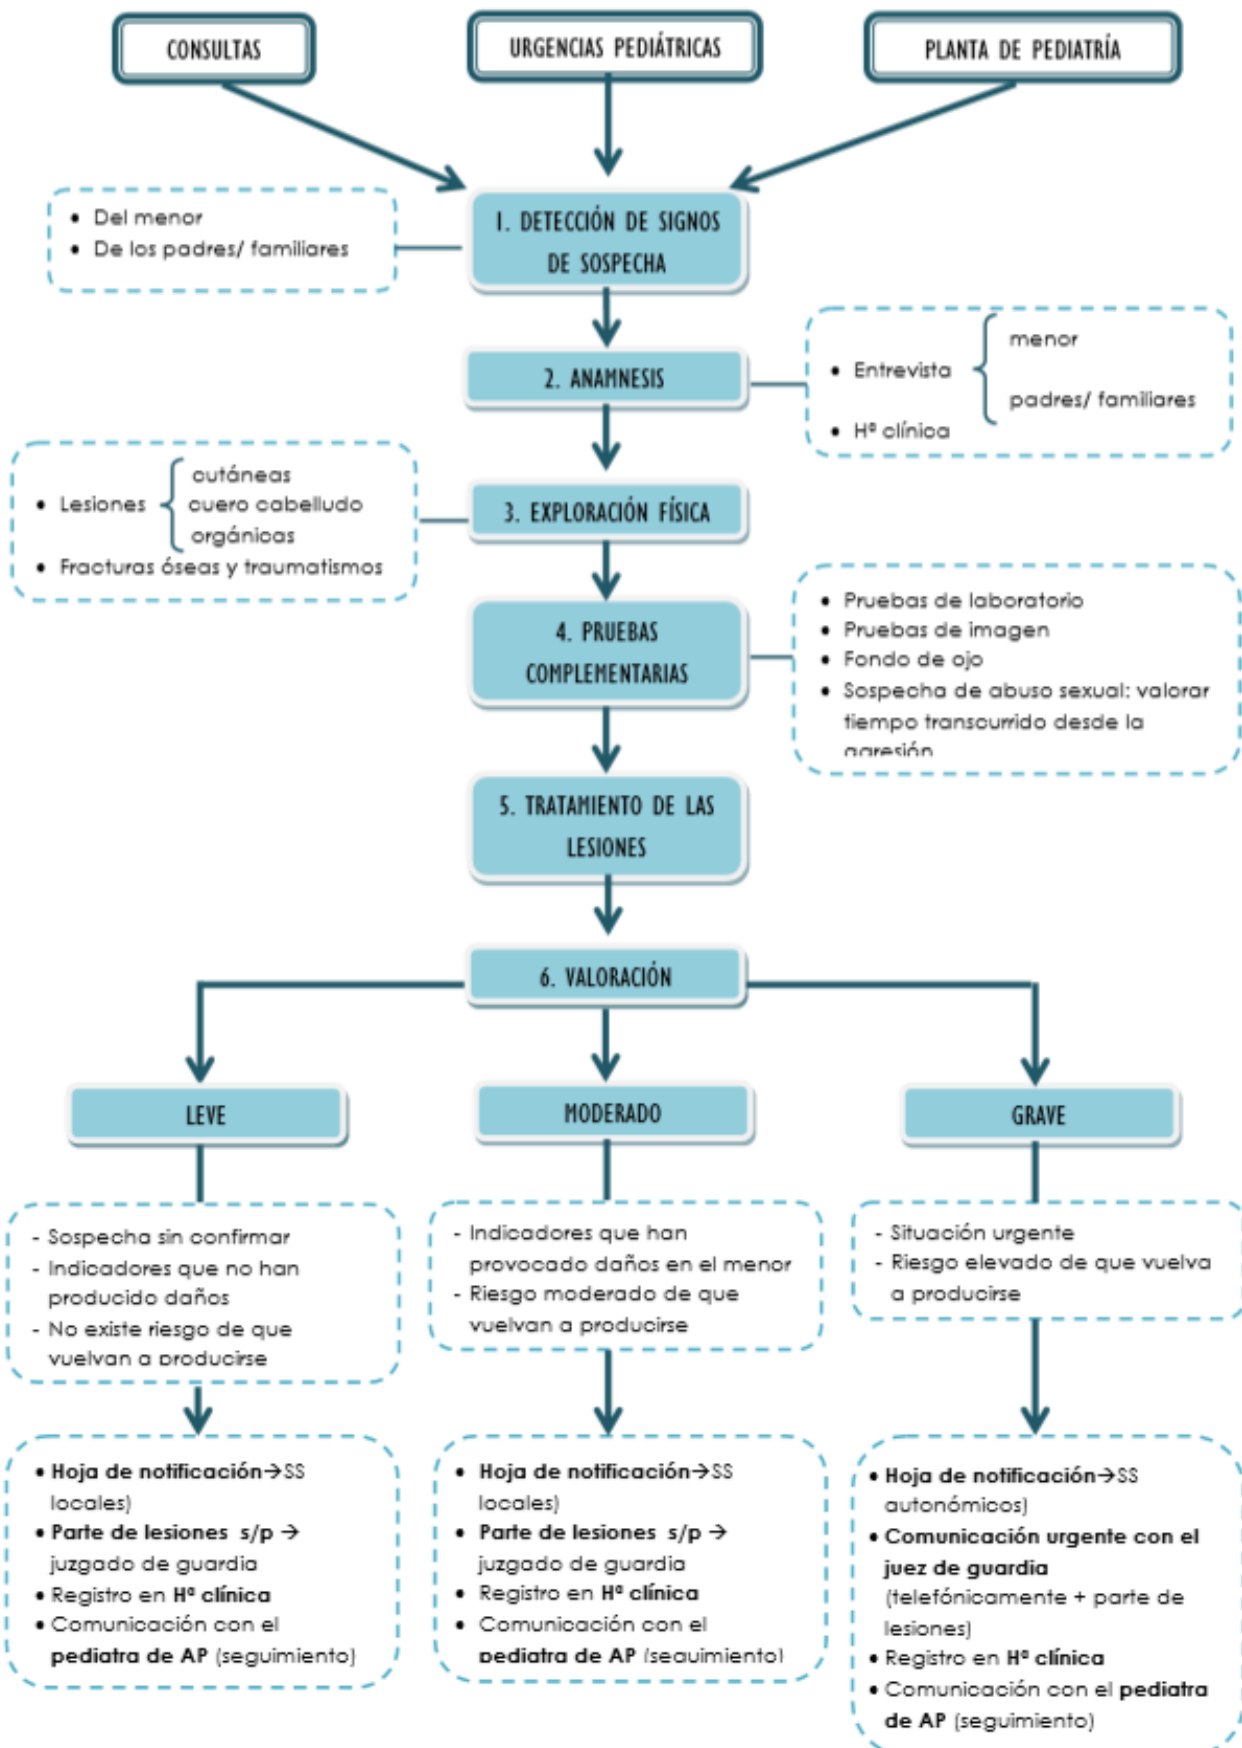 CONSULTAS
URGENCIAS PEDIÁTRICAS
PLANTA DE PEDIATRÍA
1. DETECCIÓN DE SIGNOS
DE SOSPECHA
• Del menor
• De los padres/ familiares
2. ANAMNESIS
• Entrevista
menor
padres/ familiares
• Hª clínica
3. EXPLORACIÓN FÍSICA
• Lesiones
cutáneas
cuero cabelludo
orgánicas
• Fracturas óseas y traumatismos
4. PRUEBAS
COMPLEMENTARIAS
• Pruebas de laboratorio
• Pruebas de imagen
• Fondo de ojo
• Sospecha de abuso sexual: valorar
tiempo transcurrido desde la
agresión
5. TRATAMIENTO DE LAS
LESIONES
6. VALORACIÓN
LEVE
- Sospecha sin confirmar
- Indicadores que no han
producido daños
- No existe riesgo de que
vuelvan a producirse
• Hoja de notificación→SS
locales)
• Parte de lesiones s/p →
juzgado de guardia
• Registro en Hª clínica
• Comunicación con el
pediatra de AP (seguimiento)
MODERADO
- Indicadores que han
provocado daños en el menor
- Riesgo moderado de que
vuelvan a producirse
• Hoja de notificación→SS
locales)
• Parte de lesiones s/p →
juzgado de guardia
• Registro en Hª clínica
• Comunicación con el
pediatra de AP (seguimiento)
GRAVE
- Situación urgente
- Riesgo elevado de que vuelva
a producirse
• Hoja de notificación→SS
autonómicos)
• Comunicación urgente con el
juez de guardia
(telefónicamente + parte de
lesiones)
• Registro en Hª clínica
• Comunicación con el pediatra
de AP (seguimiento)